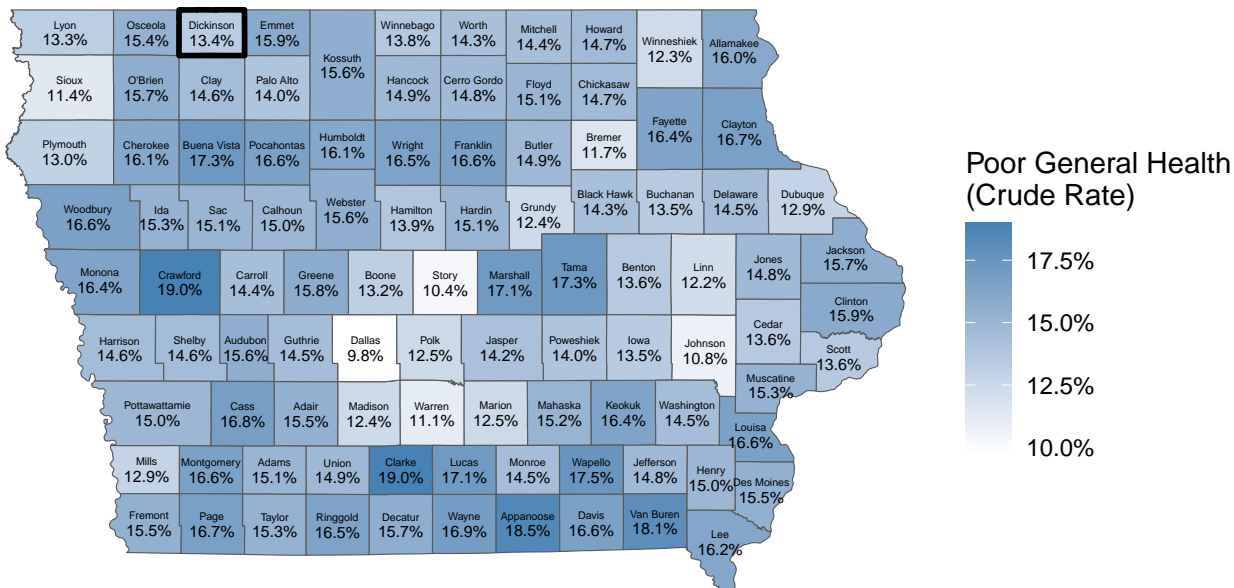 Lyon
13.3%
Osceola
15.4%
Dickinson
13.4%
Emmet
15.9%
Kossuth
15.6%
Winnebago
13.8%
Worth
14.3%
Mitchell
14.4%
Howard
14.7%
Winneshiek
12.3%
Allamakee
16.0%
Sioux
11.4%
O'Brien
15.7%
Clay
14.6%
Palo Alto
14.0%
Hancock
14.9%
Cerro Gordo
14.8%
Floyd
15.1%
Chickasaw
14.7%
Plymouth
13.0%
Cherokee
16.1%
Buena Vista
17.3%
Pocahontas
16.6%
Humboldt
16.1%
Wright
16.5%
Franklin
16.6%
Butler
14.9%
Bremer
11.7%
Fayette
16.4%
Clayton
16.7%
Woodbury
16.6%
Ida
15.3%
Sac
15.1%
Calhoun
15.0%
Webster
15.6%
Hamilton
13.9%
Hardin
15.1%
Grundy
12.4%
Black Hawk
14.3%
Buchanan
13.5%
Delaware
14.5%
Dubuque
12.9%
Monona
16.4%
Crawford
19.0%
Carroll
14.4%
Greene
15.8%
Boone
13.2%
Story
10.4%
Marshall
17.1%
Tama
17.3%
Benton
13.6%
Linn
12.2%
Jones
14.8%
Jackson
15.7%
Clinton
15.9%
Harrison
14.6%
Shelby
14.6%
Audubon
15.6%
Guthrie
14.5%
Dallas
9.8%
Polk
12.5%
Jasper
14.2%
Poweshiek
14.0%
Iowa
13.5%
Johnson
10.8%
Cedar
13.6%
Scott
13.6%
Muscatine
15.3%
Pottawattamie
15.0%
Cass
16.8%
Adair
15.5%
Madison
12.4%
Warren
11.1%
Marion
12.5%
Mahaska
15.2%
Keokuk
16.4%
Washington
14.5%
Louisa
16.6%
Mills
12.9%
Montgomery
16.6%
Adams
15.1%
Union
14.9%
Clarke
19.0%
Lucas
17.1%
Monroe
14.5%
Wapello
17.5%
Jefferson
14.8%
Henry
15.0%
Des Moines
15.5%
Fremont
15.5%
Page
16.7%
Taylor
15.3%
Ringgold
16.5%
Decatur
15.7%
Wayne
16.9%
Appanoose
18.5%
Davis
16.6%
Van Buren
18.1%
Lee
16.2%
Poor General Health
(Crude Rate)
17.5%
15.0%
12.5%
10.0%